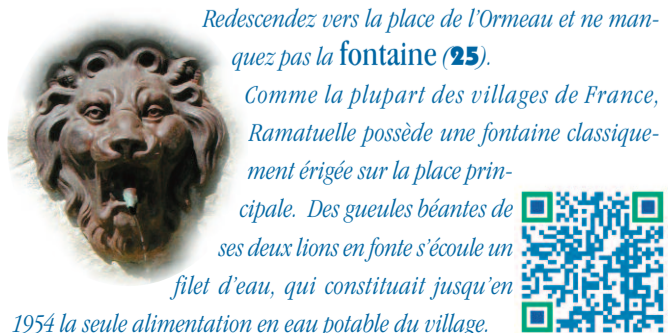 Redescendez vers la place de l'Ormeau et ne man-
quez pas la fontaine (25).
Comme la plupart des villages de France,
Ramatuelle possède une fontaine classique-
ment érigée sur la place prin-
cipale. Des gueules béantes de
ses deux lions en fonte s'écoule un
filet d'eau, qui constituait jusqu'en
1954 la seule alimentation en eau potable du village.